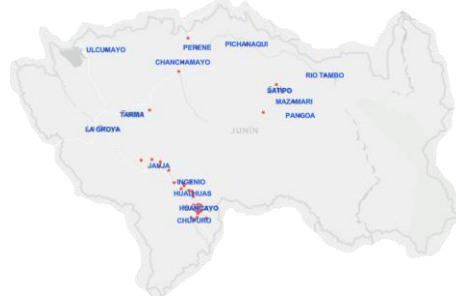 ULCUMAYO
PERENE
PICHANAQUI
CHANCHAMAYO
RIO TAMBO
SATIPO
MAZAMARI
TARMA
PANGOA
LA OROYA
JUNÍN
JAUJA
INGENIO
HUALHUAS
HUANCAYO
CHUPURO